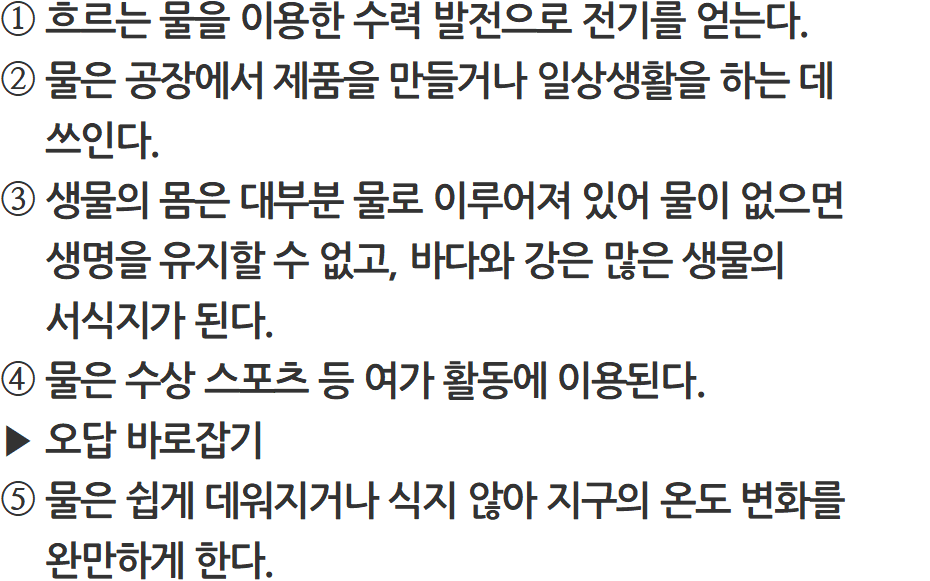 ① 흐르는 물을 이용한 수력 발전으로 전기를 얻는다.
② 물은 공장에서 제품을 만들거나 일상생활을 하는 데
쓰인다.
③ 생물의 몸은 대부분 물로 이루어져 있어 물이 없으면
생명을 유지할 수 없고, 바다와 강은 많은 생물의
서식지가 된다.
④ 물은 수상 스포츠 등 여가 활동에 이용된다.
▶ 오답 바로잡기
⑤ 물은 쉽게 데워지거나 식지 않아 지구의 온도 변화를
완만하게 한다.